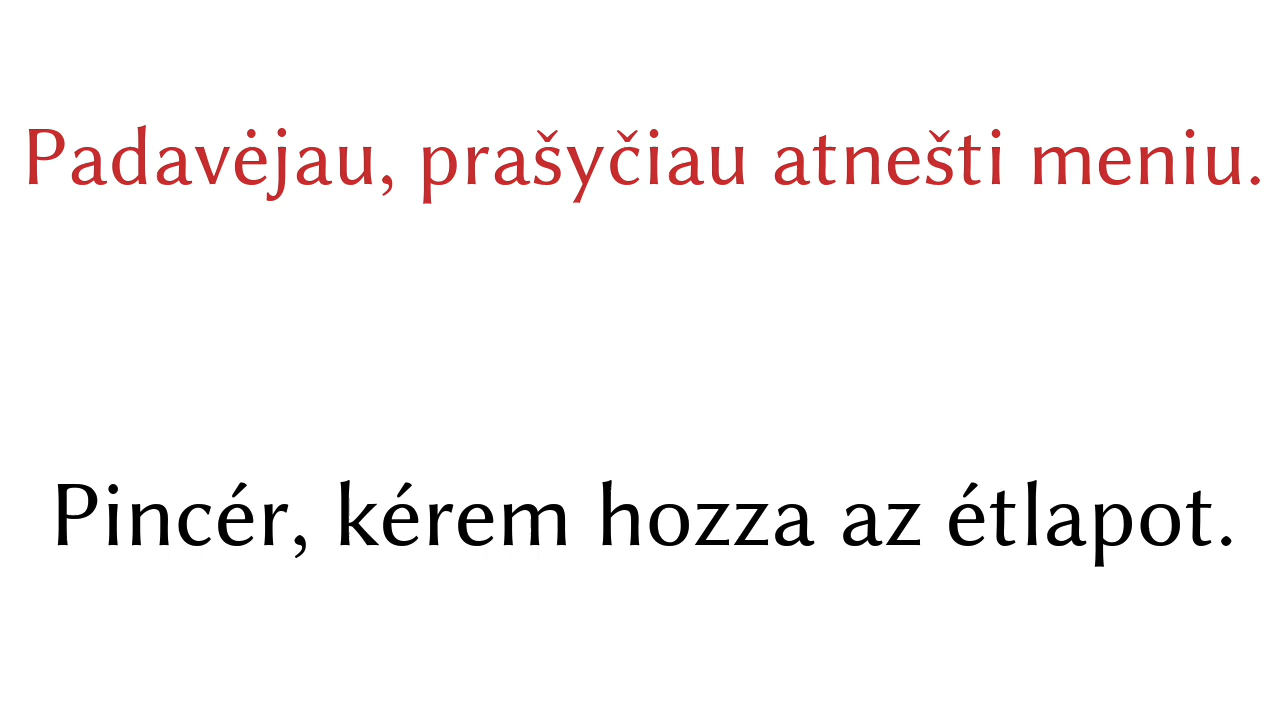 Padavėjau, prašyčiau atnešti meniu.
Pincér, kérem hozza az étlapot.